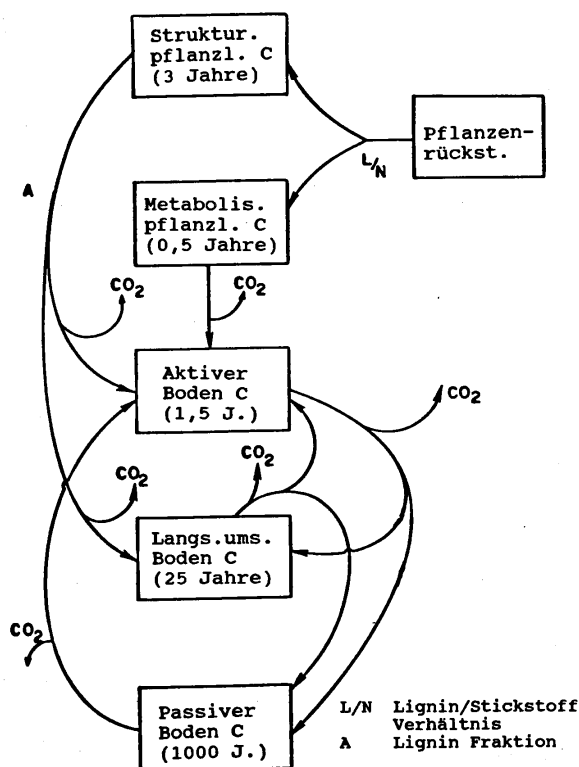 Struktur.
pflanzl. C
(3 Jahre)
Pflanzen-
rückst.
L/N
A
Metabolis.
pflanzl. C
(0,5 Jahre)
CO2
CO2
Aktiver
Boden C
(1,5 J.)
CO2
CO2
CO2
Langs.ums.
Boden C
(25 Jahre)
CO2
Passiver
Boden C
(1000 J.)
L/N Lignin/Stickstoff
Verhältnis
A Lignin Fraktion